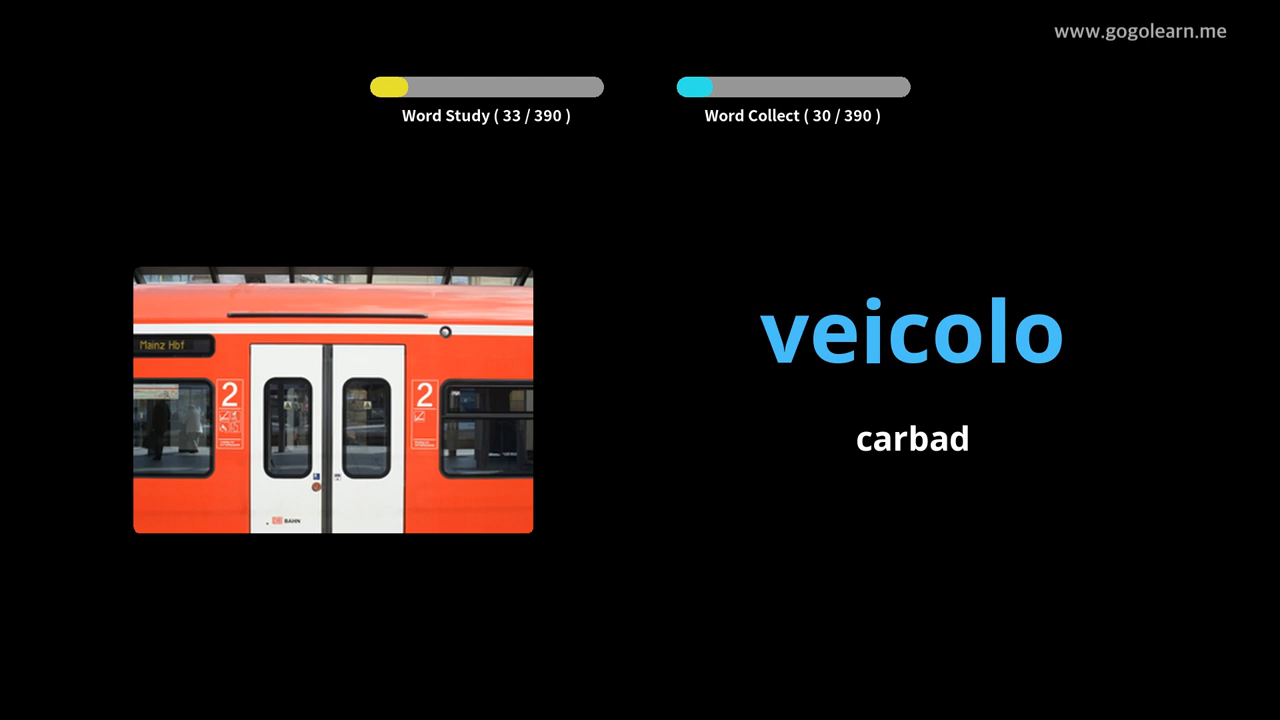 www.gogolearn.me
Word Study ( 33 / 390 )
Word Collect ( 30 / 390 )
Mainz Hbf
2
2
veicolo
carbad
DB BAHN